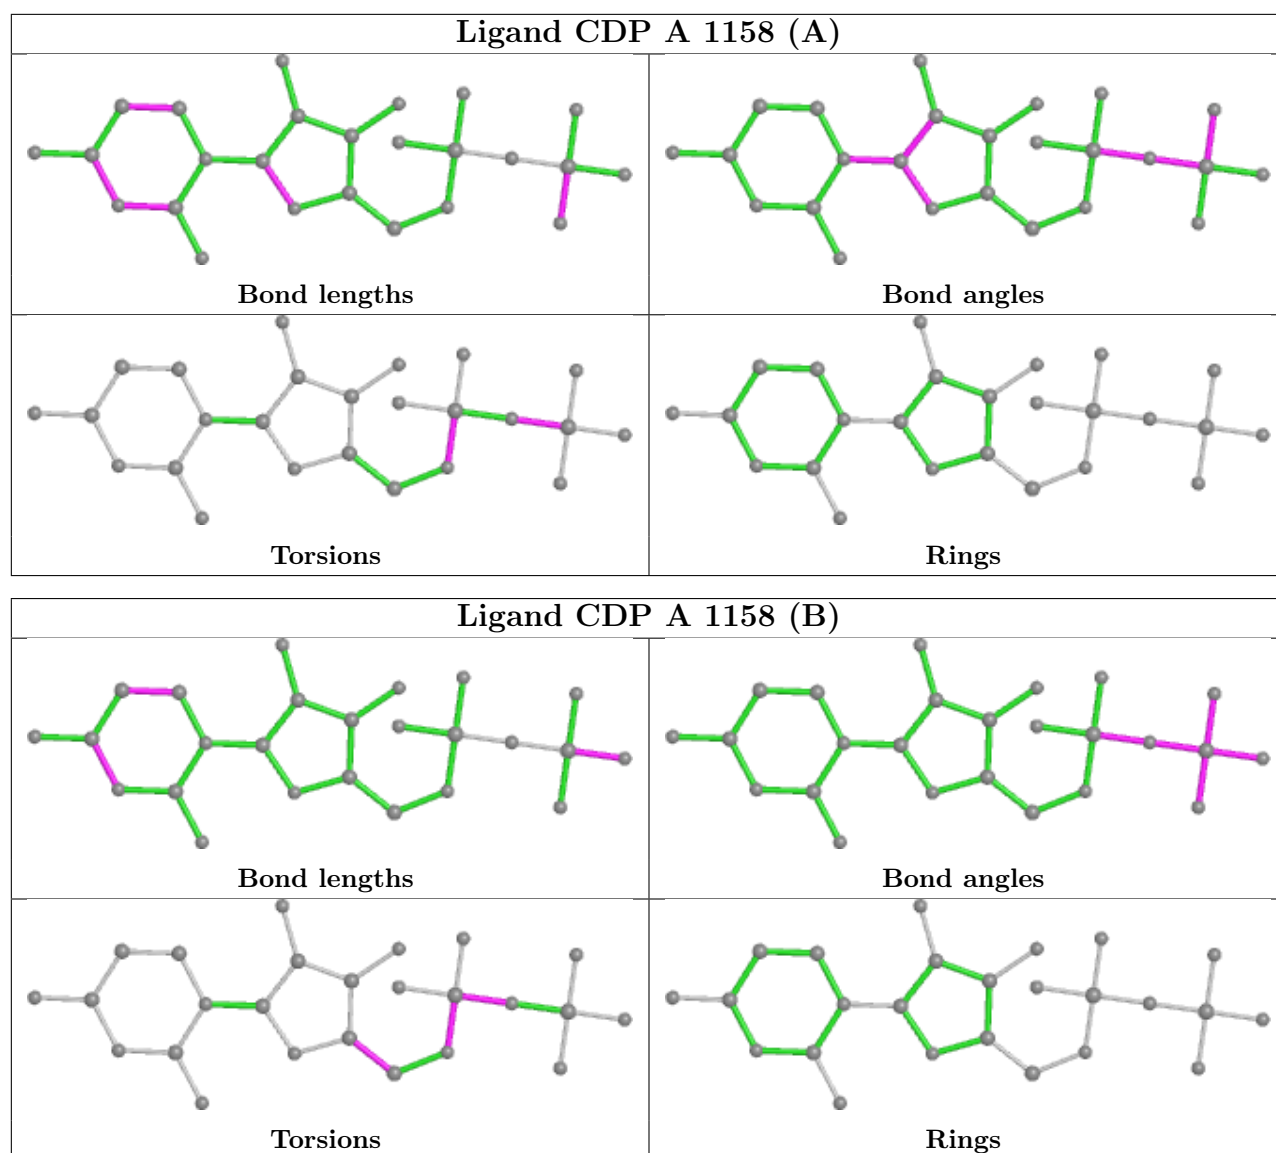 Ligand CDP A 1158 (A)
Bond lengths
Bond angles
Torsions
Rings
Ligand CDP A 1158 (B)
Bond lengths
Bond angles
Torsions
Rings